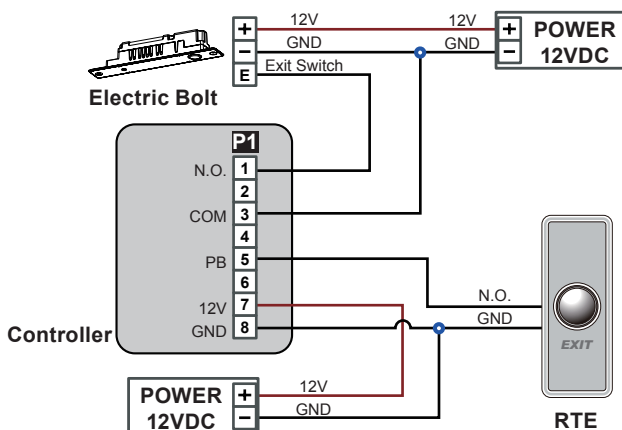 + 12V 12V + POWER
− GND GND − 12VDC
E Exit Switch
Electric Bolt
P1
N.O. 1
2
COM 3
4
PB 5
6
12V 7
GND 8
Controller
N.O.
GND
EXIT
RTE
POWER + 12V
12VDC − GND